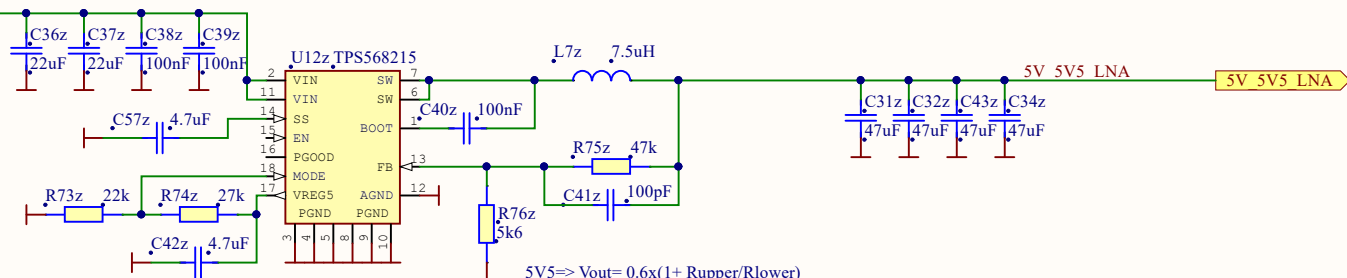 C36z C37z C38z C39z
22uF 22uF 100nF 100nF
U12z TPS568215
L7z 7.5uH
5V_5V5_LNA
5V_5V5_LNA
2 VIN SW 7
11 VIN SW 6
14 SS
15 EN BOOT 1
16 PGOOD
18 MODE FB 13
17 VREG5 AGND 12
PGND PGND
3 4 5 8 9 10
C57z 4.7uF
C40z 100nF
C31z C32z C43z C34z
47uF 47uF 47uF 47uF
R75z 47k
C41z 100pF
R73z 22k R74z 27k
R76z
5k6
C42z 4.7uF
5V5=> Vout= 0.6x(1+ Rupper/Rlower)